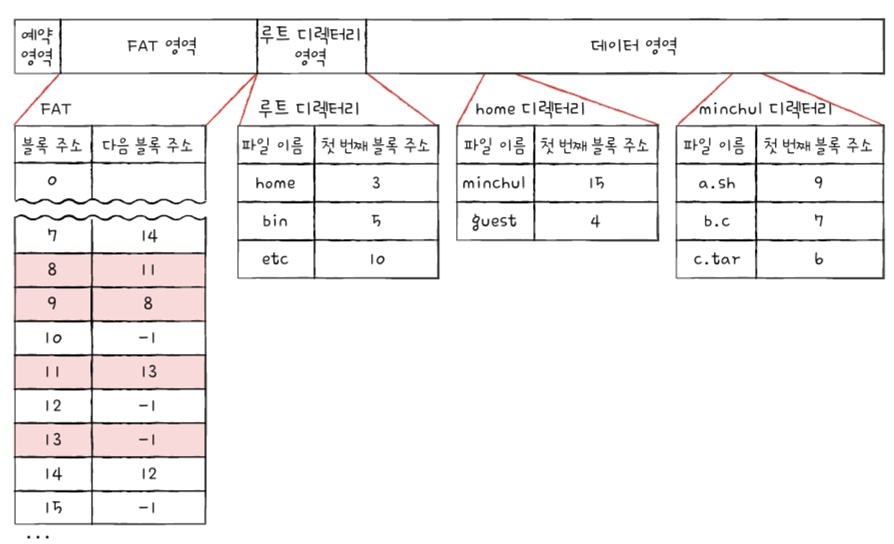 예약
영역
FAT 영역
루트 디렉터리
영역
데이터 영역
FAT
블록 주소 다음 블록 주소
0
7 14
8 11
9 8
10 -1
11 13
12 -1
13 -1
14 12
15 -1
...
루트 디렉터리
파일 이름 첫 번째 블록 주소
home 3
bin 5
etc 10
home 디렉터리
파일 이름 첫 번째 블록 주소
minchul 15
guest 4
minchul 디렉터리
파일 이름 첫 번째 블록 주소
a.sh 9
b.c 7
c.tar 6